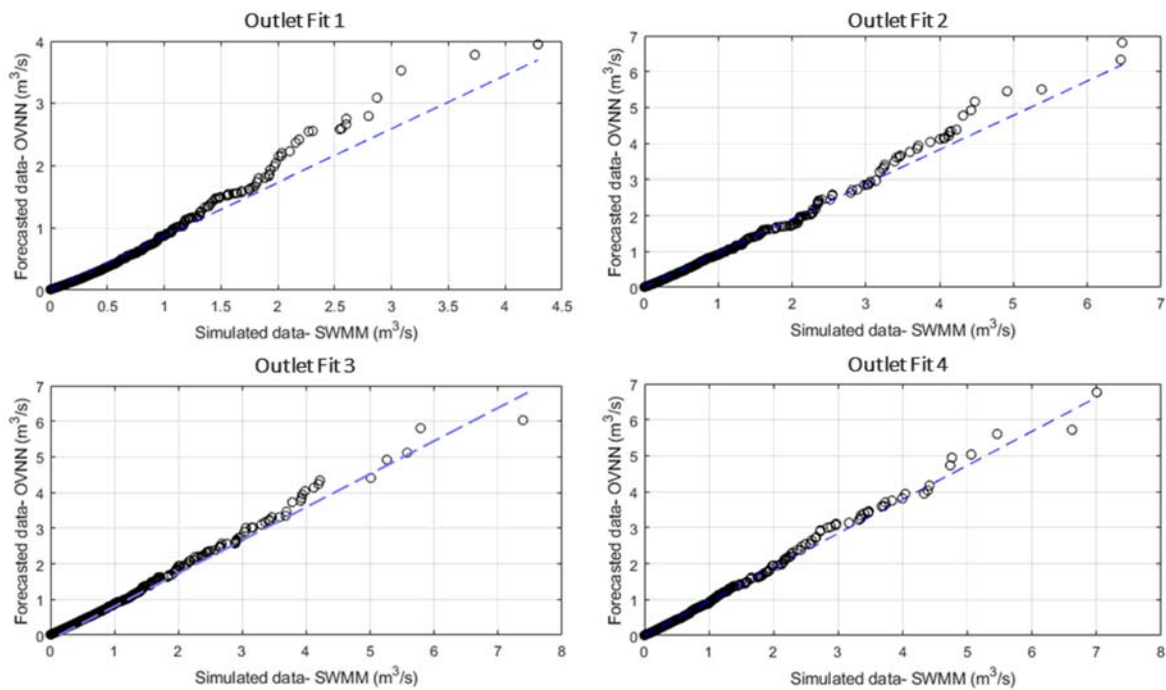 Outlet Fit 1
Forecasted data- OVNN (m³/s)
4
3
2
1
0
0 0.5 1 1.5 2 2.5 3 3.5 4 4.5
Simulated data- SWMM (m³/s)
Outlet Fit 2
Forecasted data- OVNN (m³/s)
7
6
5
4
3
2
1
0
0 1 2 3 4 5 6 7
Simulated data- SWMM (m³/s)
Outlet Fit 3
Forecasted data- OVNN (m³/s)
7
6
5
4
3
2
1
0
0 1 2 3 4 5 6 7 8
Simulated data- SWMM (m³/s)
Outlet Fit 4
Forecasted data- OVNN (m³/s)
7
6
5
4
3
2
1
0
0 1 2 3 4 5 6 7 8
Simulated data- SWMM (m³/s)